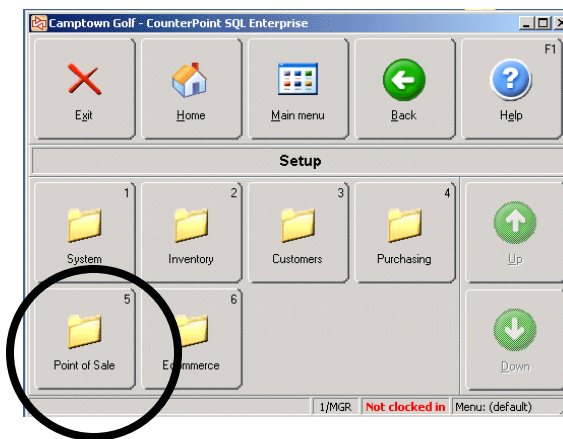 Camptown Golf - CounterPoint SQL Enterprise
F1
Exit Home Main menu Back Help
Setup
1 2 3 4
System Inventory Customers Purchasing Up
5 6
Point of Sale Ecommerce Down
1/MGR Not clocked in Menu: (default)